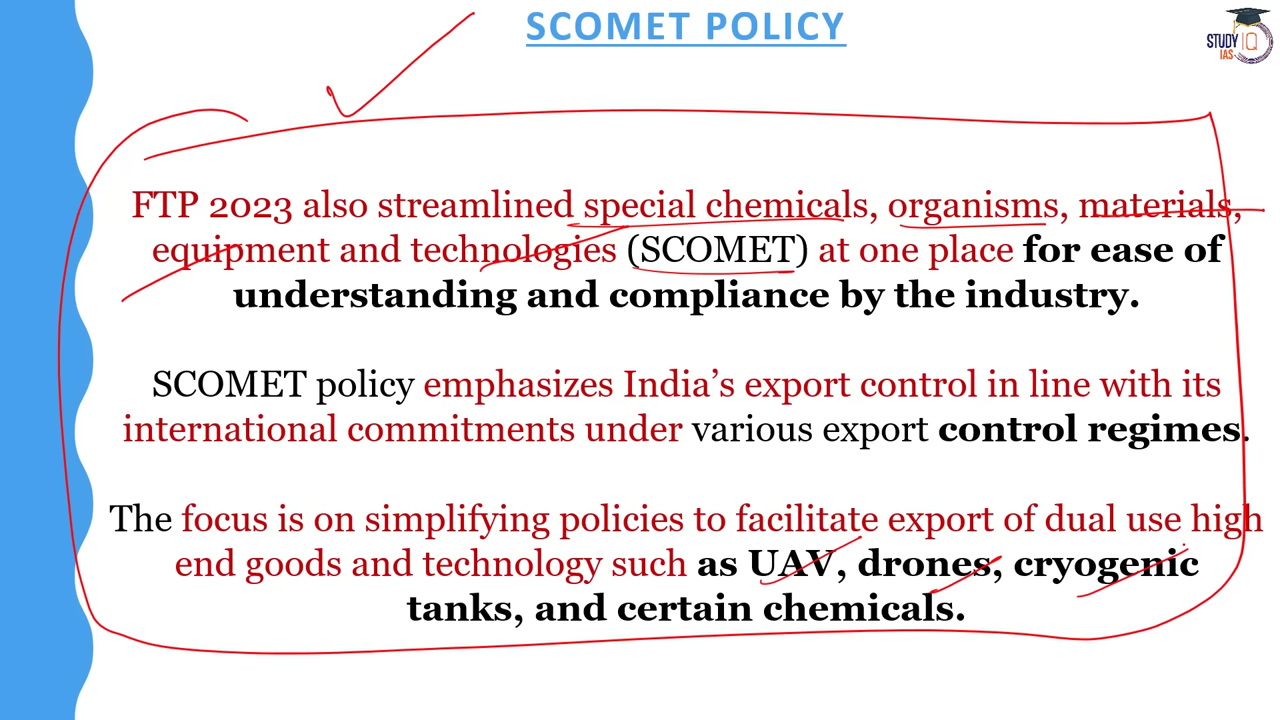 SCOMET POLICY
STUDY IQ
IAS
FTP 2023 also streamlined special chemicals, organisms, materials,
equipment and technologies (SCOMET) at one place for ease of
understanding and compliance by the industry.
SCOMET policy emphasizes India's export control in line with its
international commitments under various export control regimes.
The focus is on simplifying policies to facilitate export of dual use high
end goods and technology such as UAV, drones, cryogenic
tanks, and certain chemicals.